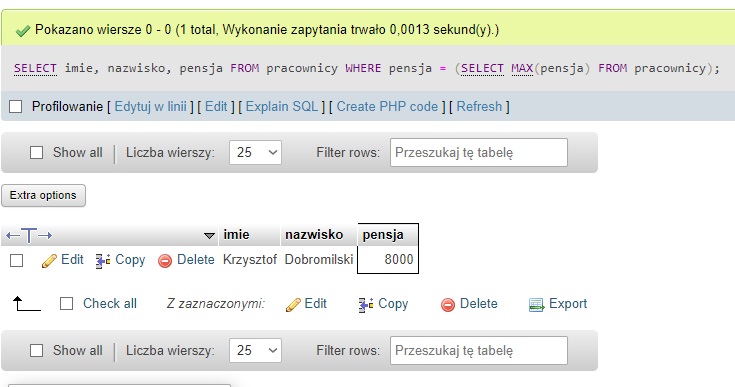 Pokazano wiersze 0 - 0 (1 total, Wykonanie zapytania trwało 0,0013 sekund(y).)
SELECT imie, nazwisko, pensja FROM pracownicy WHERE pensja = (SELECT MAX(pensja) FROM pracownicy);
Profilowanie [ Edytuj w linii ] [ Edit ] [ Explain SQL ] [ Create PHP code ] [ Refresh ]
Show all | Liczba wierszy: 25 Filter rows: Przeszukaj tę tabelę
Extra options
imie nazwisko pensja
Edit Copy Delete Krzysztof Dobromilski 8000
Check all Z zaznaczonymi: Edit Copy Delete Export
Show all | Liczba wierszy: 25 Filter rows: Przeszukaj tę tabelę